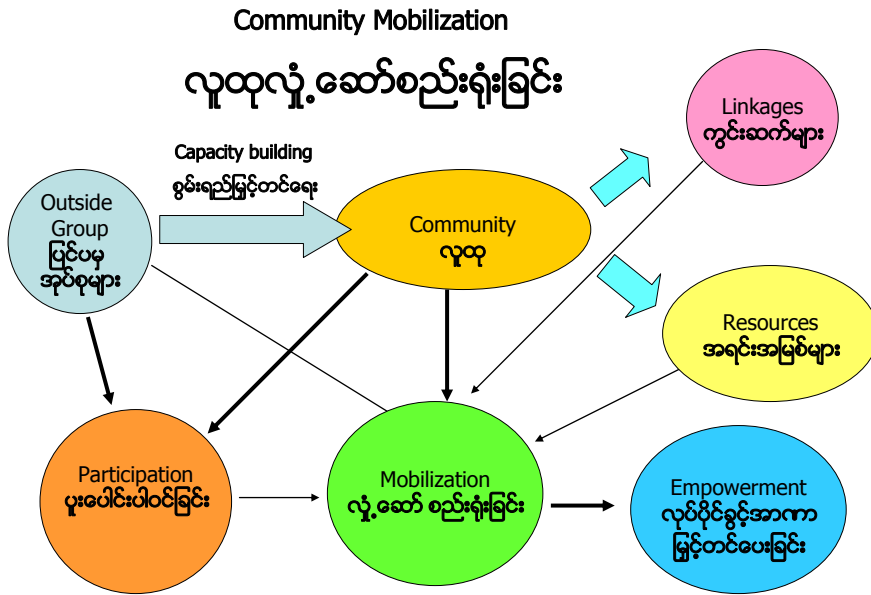 Community Mobilization
လူထုလှုံ့ဆော်စည်းရုံးခြင်း
Capacity building
စွမ်းရည်မြှင့်တင်ရေး
Outside
Group
ပြင်ပမှ
အုပ်စုများ
Community
လူထု
Linkages
ကွင်းဆက်များ
Resources
အရင်းအမြစ်များ
Participation
ပူးပေါင်းပါဝင်ခြင်း
Mobilization
လှုံ့ဆော် စည်းရုံးခြင်း
Empowerment
လုပ်ပိုင်ခွင့်အာဏာ
မြှင့်တင်ပေးခြင်း